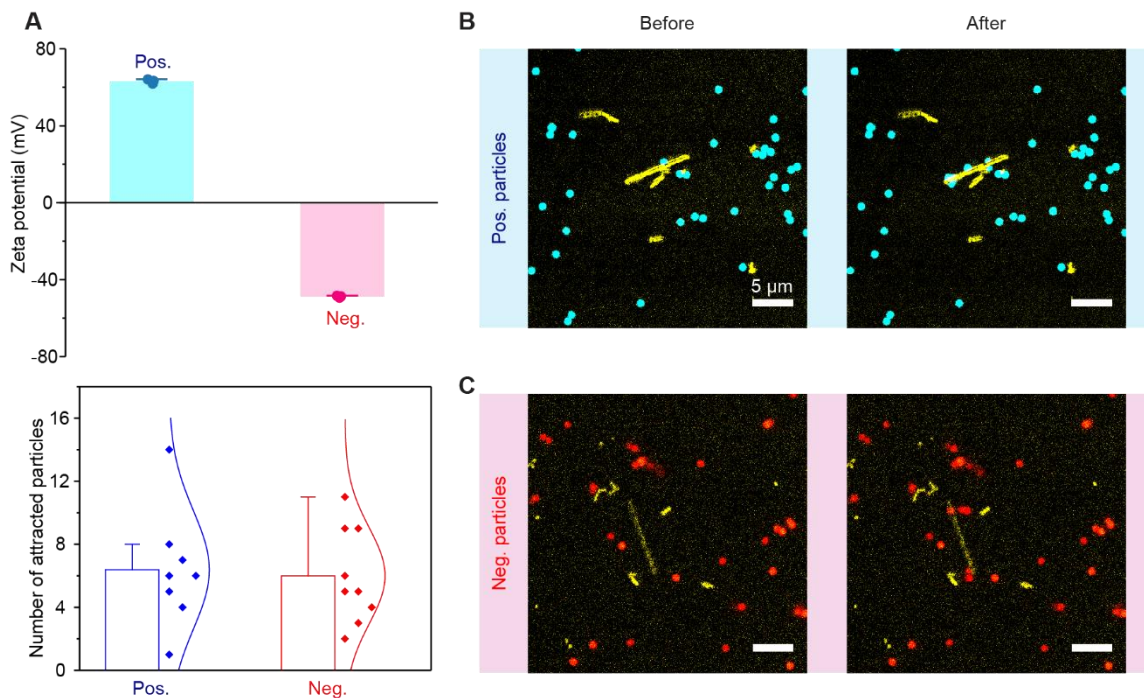 A
Zeta potential (mV)
80
40
0
-40
-80
Pos.
Neg.
Number of attracted particles
16
12
8
4
0
Pos.
Neg.
B
Before
After
Pos. particles
5 μm
C
Neg. particles